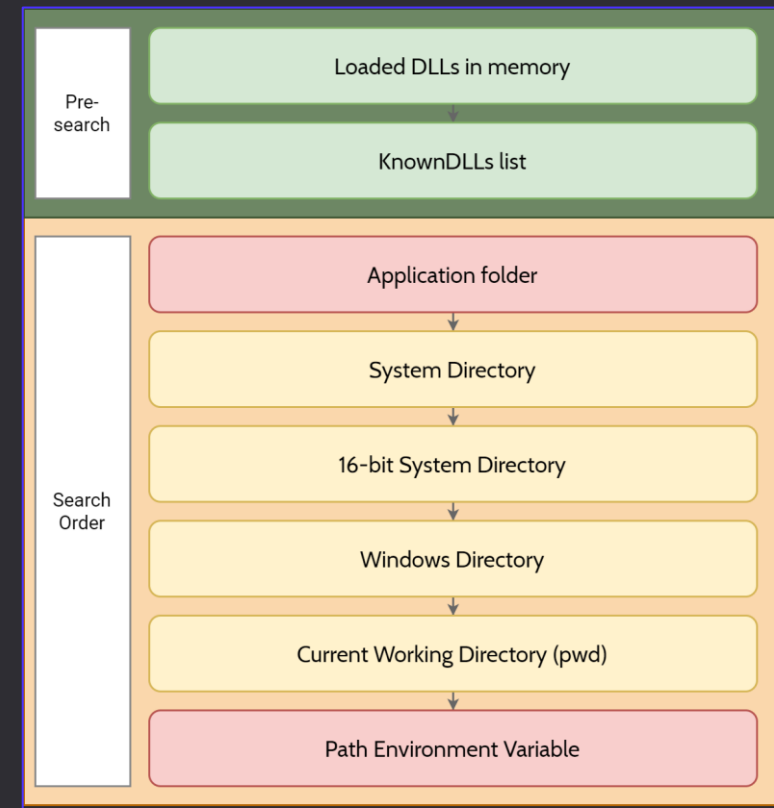 Pre-
search
Loaded DLLs in memory
KnownDLLs list
Search
Order
Application folder
System Directory
16-bit System Directory
Windows Directory
Current Working Directory (pwd)
Path Environment Variable